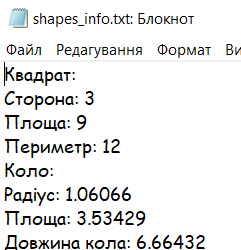 shapes_info.txt: Блокнот
Файл Редагування Формат Ви
Квадрат:
Сторона: 3
Площа: 9
Периметр: 12
Коло:
Радіус: 1.06066
Площа: 3.53429
Довжина кола: 6.66432